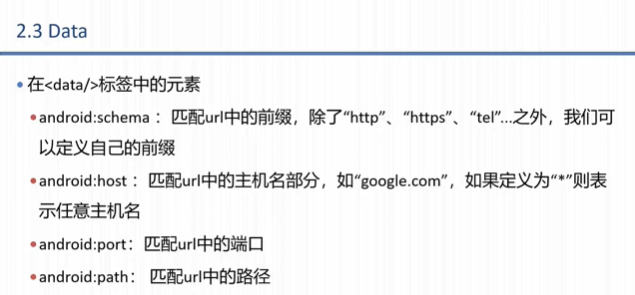 2.3 Data
• 在<data/>标签中的元素
• android:schema： 匹配url中的前缀，除了“http”、“https”、“tel”...之外，我们可
以定义自己的前缀
• android:host：匹配url中的主机名部分，如“google.com”，如果定义为“*”则表
示任意主机名
• android:port：匹配url中的端口
• android:path： 匹配url中的路径